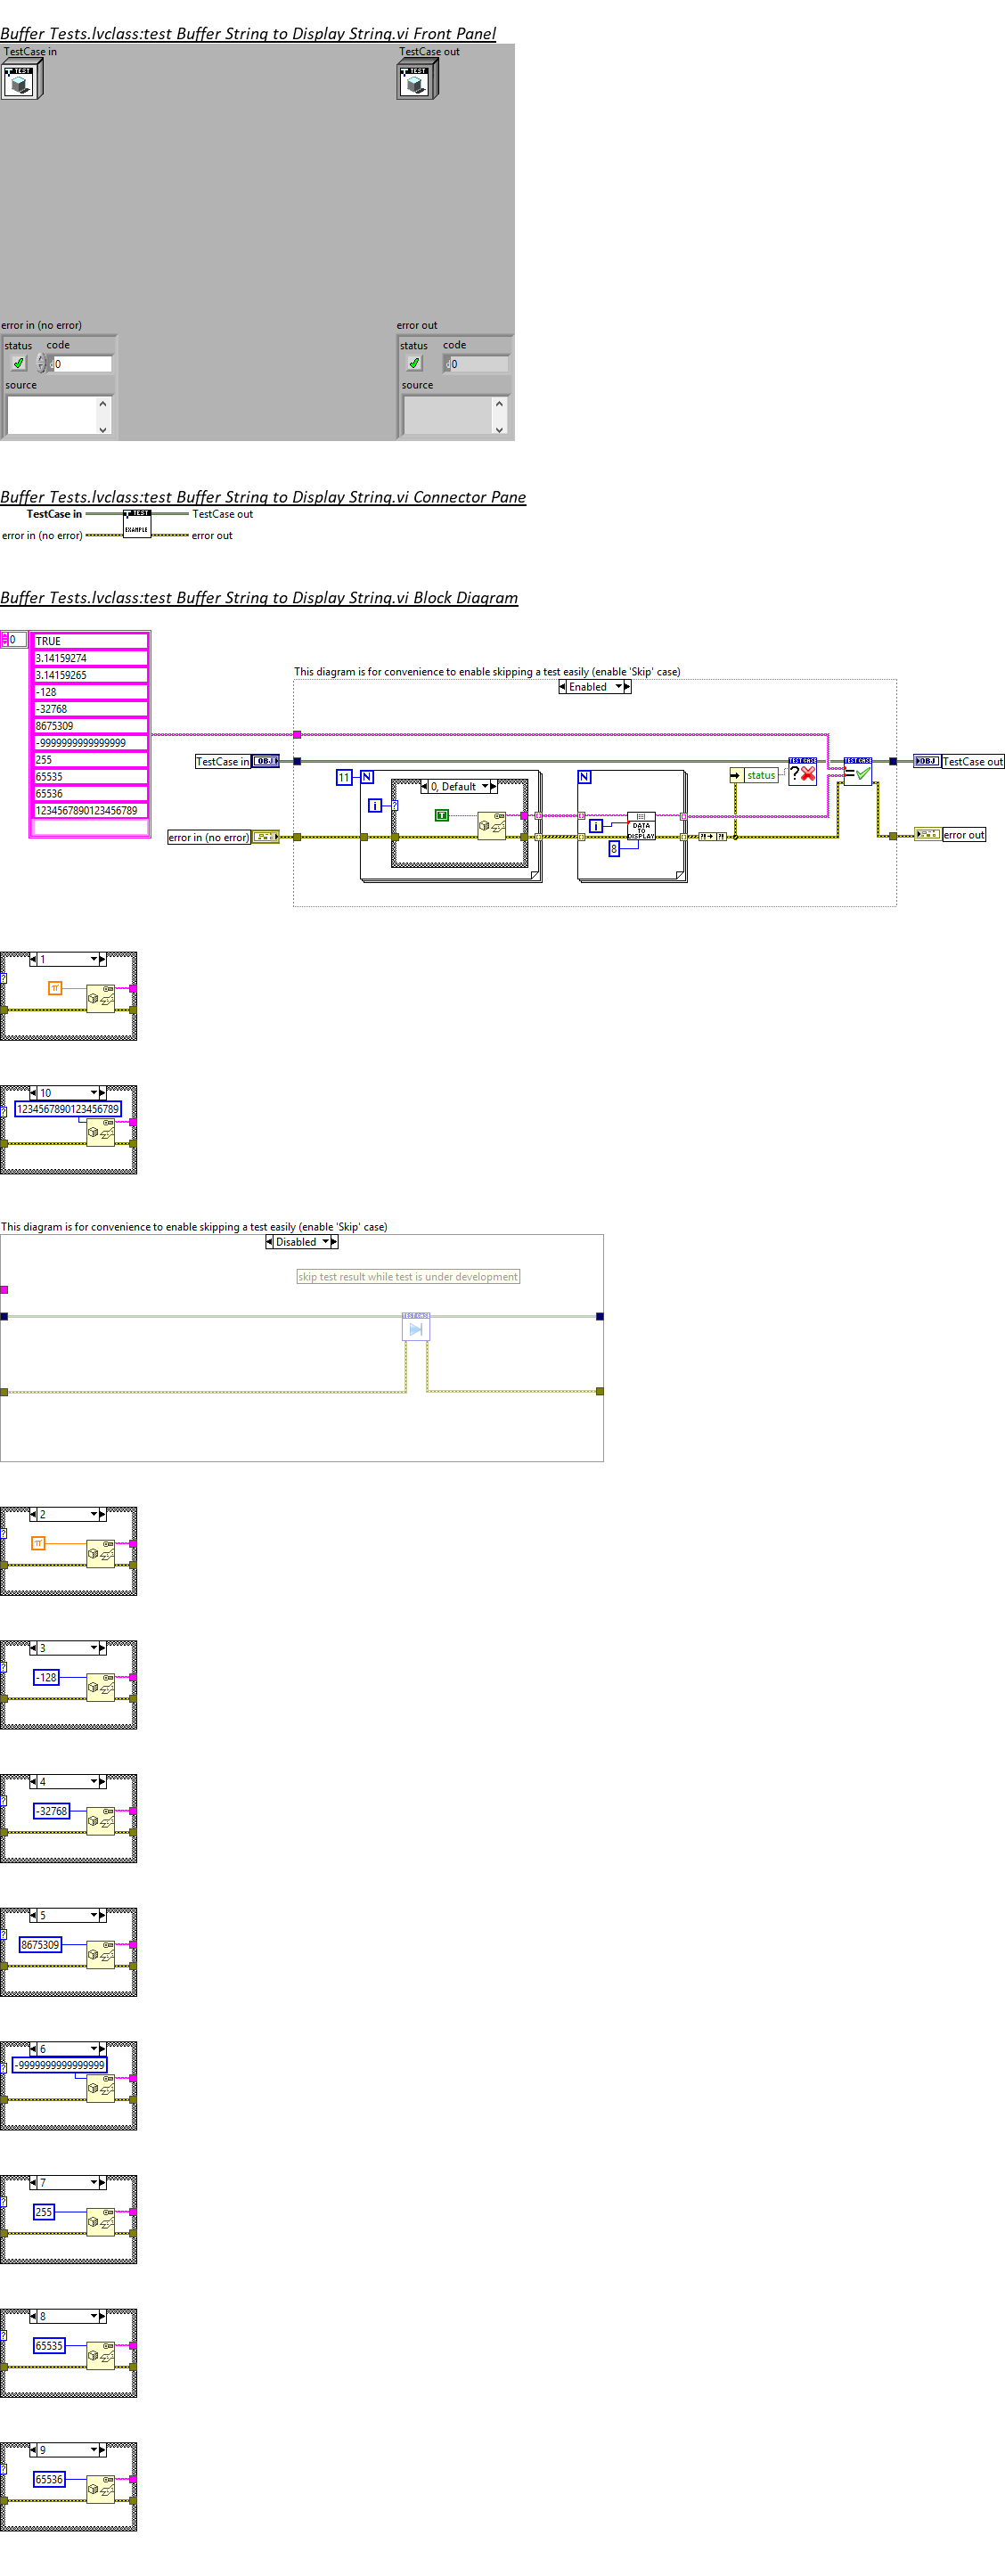 Buffer Tests.lvclass:test Buffer String to Display String.vi Front Panel
TestCase in
TestCase out
TEST
TEST
error in (no error)
error out
status
code
status
code
0
0
source
source
Buffer Tests.lvclass:test Buffer String to Display String.vi Connector Pane
TestCase in
TEST
EXAMPLE
TestCase out
error in (no error)
error out
Buffer Tests.lvclass:test Buffer String to Display String.vi Block Diagram
0
TRUE
3.14159274
3.14159265
-128
-32768
8675309
-9999999999999999
255
65535
65536
1234567890123456789
This diagram is for convenience to enable skipping a test easily (enable 'Skip' case)
Enabled
TestCase in
OBJ
TEST CASE
?
TEST CASE
=
OBJ
TestCase out
11
N
0, Default
N
status
i
?
T
i
DATA
TO
DISPLAY
8
error in (no error)
error out
1
?
π
10
1234567890123456789
?
This diagram is for convenience to enable skipping a test easily (enable 'Skip' case)
Disabled
skip test result while test is under development
TEST CASE
2
?
π
3
?
-128
4
?
-32768
5
?
8675309
6
-9999999999999999
?
7
?
255
8
?
65535
9
?
65536